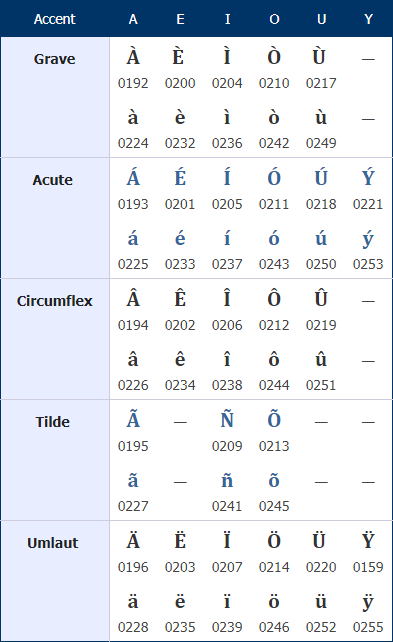 Accent A E I O U Y
Grave À È Ì Ò Ù —
0192 0200 0204 0210 0217
à è ì ò ù —
0224 0232 0236 0242 0249
Acute Á É Í Ó Ú Ý
0193 0201 0205 0211 0218 0221
á é í ó ú ý
0225 0233 0237 0243 0250 0253
Circumflex Â Ê Î Ô Û —
0194 0202 0206 0212 0219
â ê î ô û —
0226 0234 0238 0244 0251
Tilde Ã — Ñ Õ — —
0195 0209 0213
ã — ñ õ — —
0227 0241 0245
Umlaut Ä Ë Ï Ö Ü Ÿ
0196 0203 0207 0214 0220 0159
ä ë ï ö ü ÿ
0228 0235 0239 0246 0252 0255